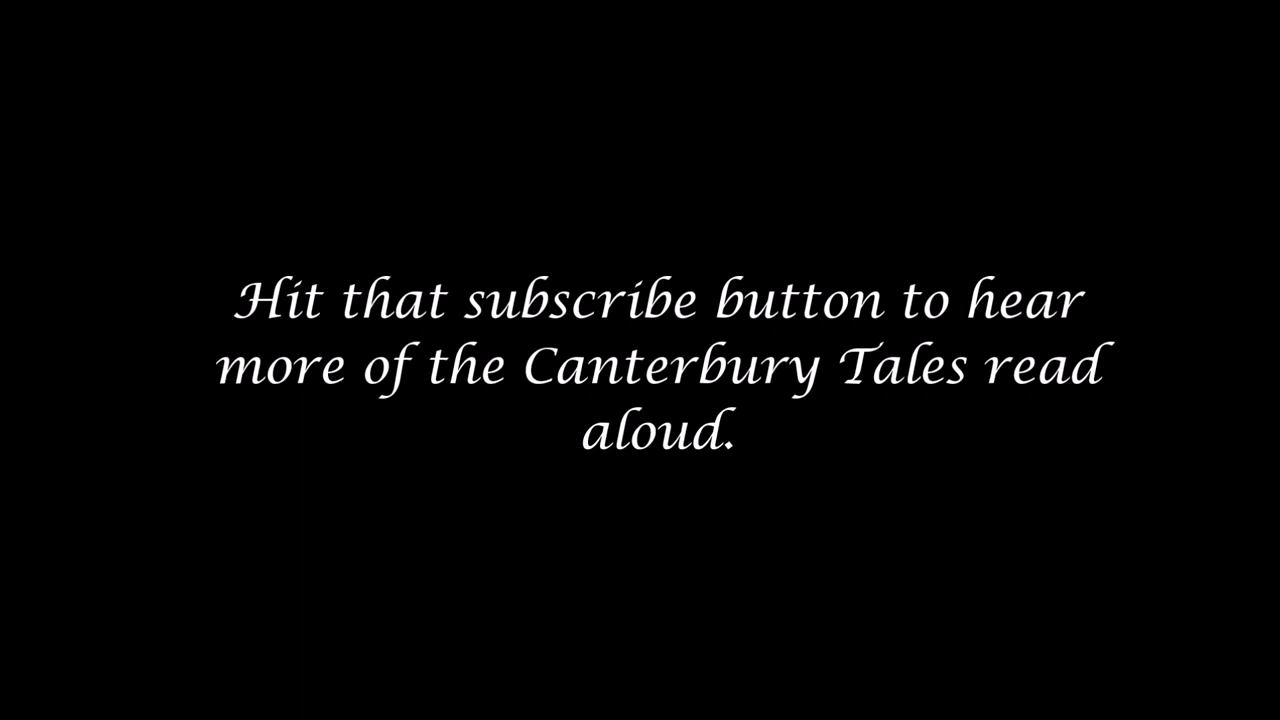 Hit that subscribe button to hear
more of the Canterbury Tales read
aloud.